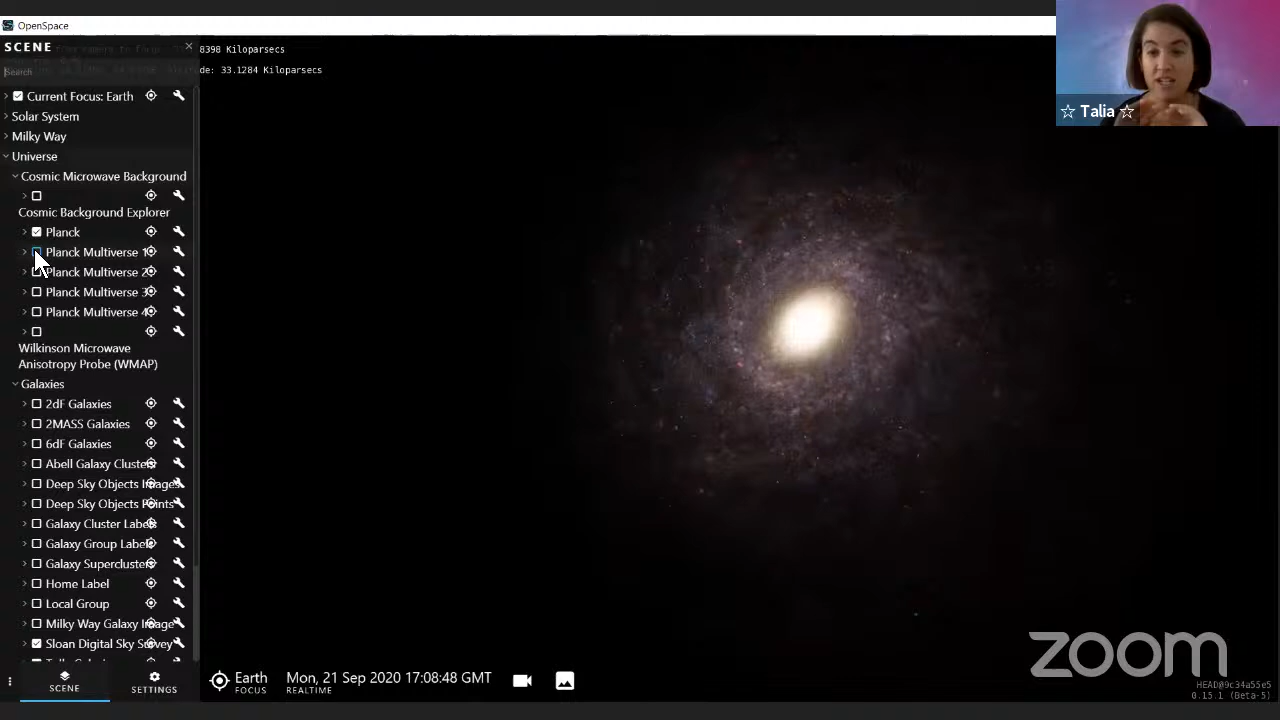 OpenSpace
SCENE
8398 Kiloparsecs
Search
de: 33.1284 Kiloparsecs
Current Focus: Earth
Solar System
Milky Way
Universe
Cosmic Microwave Background
Cosmic Background Explorer
Planck
Planck Multiverse 1
Planck Multiverse 2
Planck Multiverse 3
Planck Multiverse 4
Wilkinson Microwave
Anisotropy Probe (WMAP)
Galaxies
2dF Galaxies
2MASS Galaxies
6dF Galaxies
Abell Galaxy Clusters
Deep Sky Objects Images
Deep Sky Objects Points
Galaxy Cluster Labels
Galaxy Group Labels
Galaxy Superclusters
Home Label
Local Group
Milky Way Galaxy Image
Sloan Digital Sky Survey
SCENE
SETTINGS
Earth
FOCUS
Mon, 21 Sep 2020 17:08:48 GMT
REALTIME
☆ Talia ☆
zoom
HEAD@9c34a55e5
0.15.1 (Beta-5)